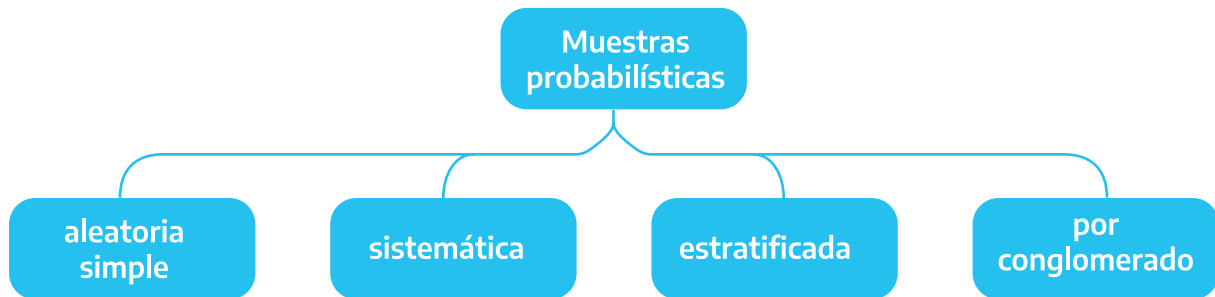 Muestras
probabilísticas
aleatoria
simple
sistemática
estratificada
por
conglomerado